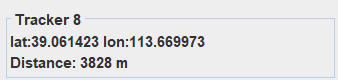 Tracker 8
lat:39.061423 lon:113.669973
Distance: 3828 m